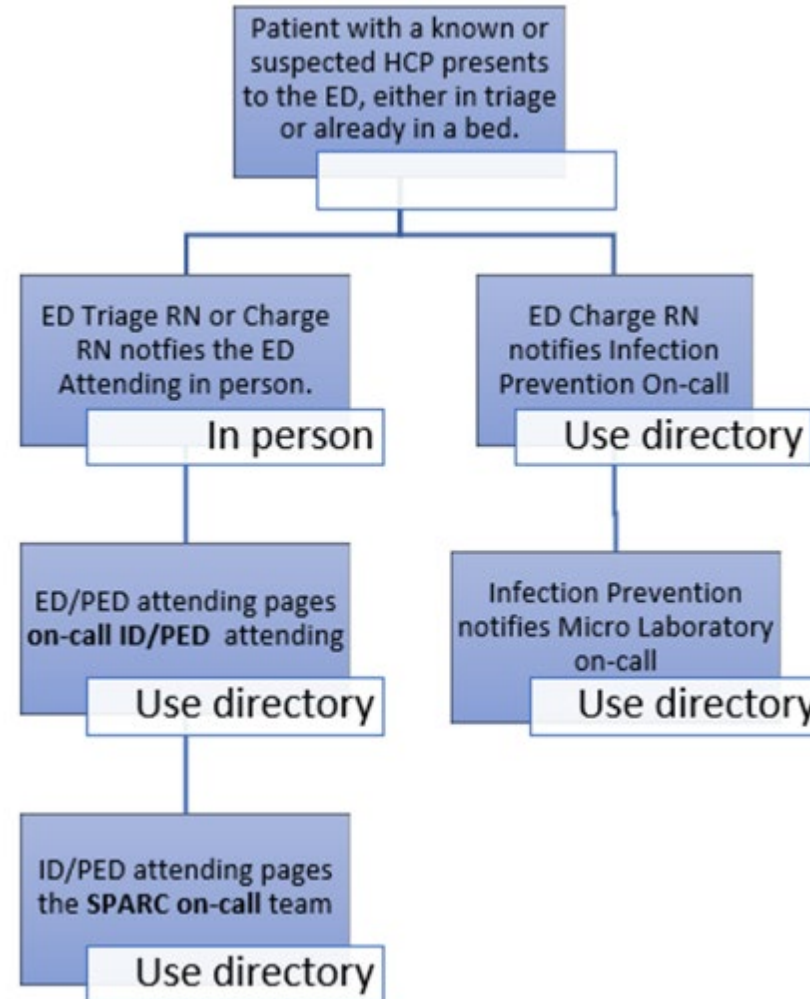 Patient with a known or
suspected HCP presents
to the ED, either in triage
or already in a bed.
ED Triage RN or Charge
RN notfies the ED
Attending in person.
In person
ED Charge RN
notifies Infection
Prevention On-call
Use directory
ED/PED attending pages
on-call ID/PED attending
Use directory
Infection Prevention
notifies Micro Laboratory
on-call
Use directory
ID/PED attending pages
the SPARC on-call team
Use directory